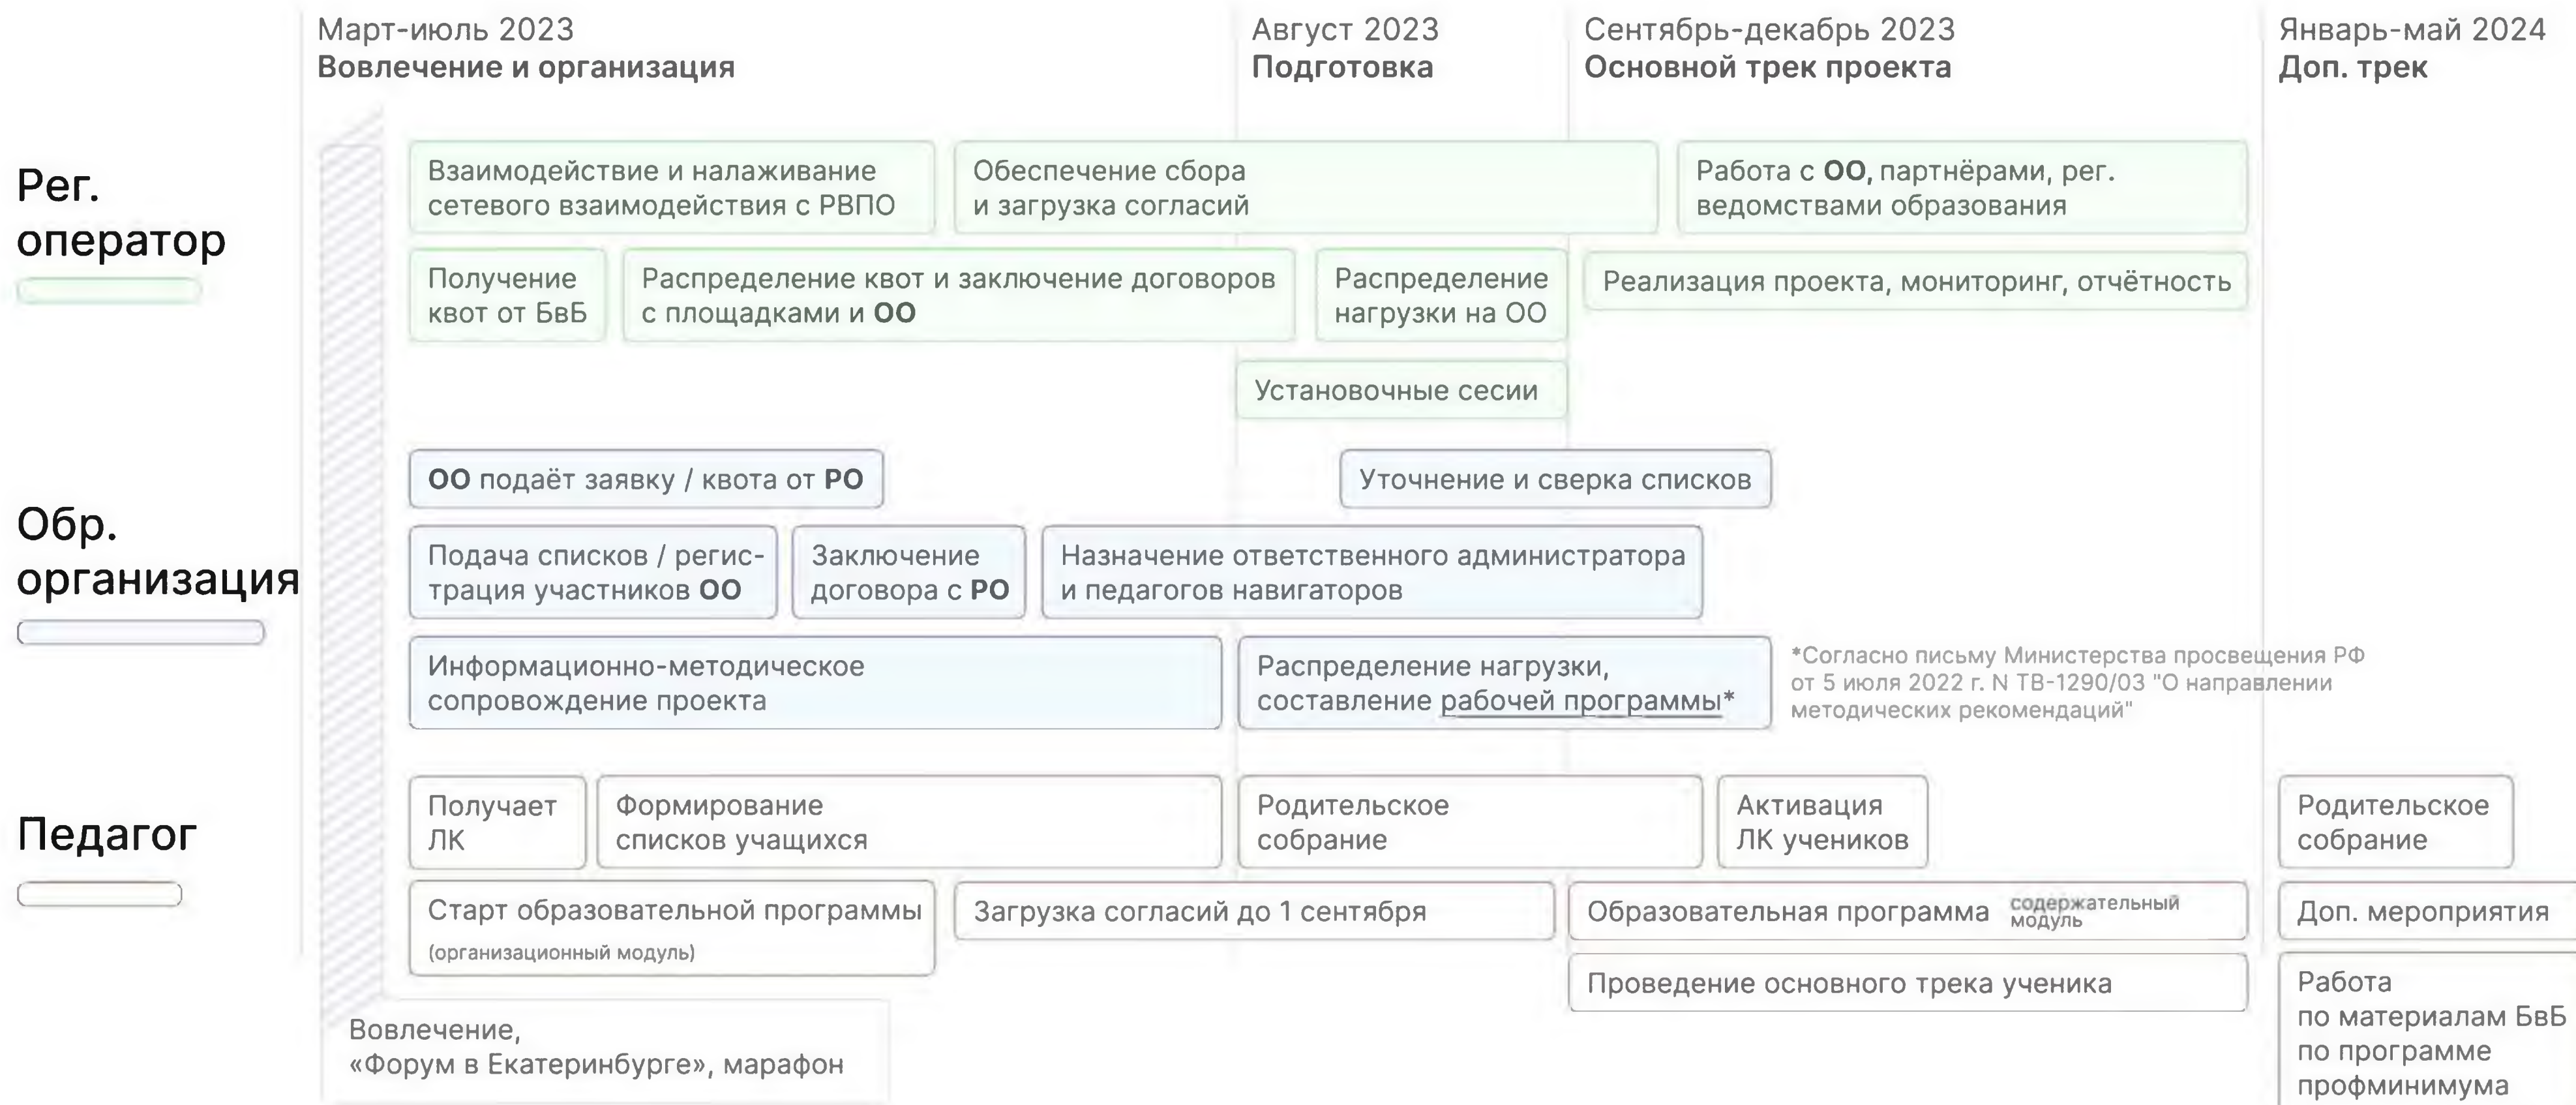 Март-июль 2023
Вовлечение и организация
Август 2023
Подготовка
Сентябрь-декабрь 2023
Основной трек проекта
Январь-май 2024
Доп. трек
Рег.
оператор
Взаимодействие и налаживание
сетевого взаимодействия с РВПО
Обеспечение сбора
и загрузка согласий
Работа с ОО, партнёрами, рег.
ведомствами образования
Получение
квот от БвБ
Распределение квот и заключение договоров
с площадками и ОО
Распределение
нагрузки на ОО
Реализация проекта, мониторинг, отчётность
Установочные сесии
Обр.
организация
ОО подаёт заявку / квота от РО
Уточнение и сверка списков
Подача списков / регис-
трация участников ОО
Заключение
договора с РО
Назначение ответственного администратора
и педагогов навигаторов
Информационно-методическое
сопровождение проекта
Распределение нагрузки,
составление рабочей программы*
*Согласно письму Министерства просвещения РФ
от 5 июля 2022 г. N ТВ-1290/03 "О направлении
методических рекомендаций"
Педагог
Получает
ЛК
Формирование
списков учащихся
Родительское
собрание
Активация
ЛК учеников
Родительское
собрание
Старт образовательной программы
(организационный модуль)
Загрузка согласий до 1 сентября
Образовательная программа
содержательный
модуль
Доп. мероприятия
Проведение основного трека ученика
Работа
по материалам БвБ
по программе
профминимума
Вовлечение,
«Форум в Екатеринбурге», марафон